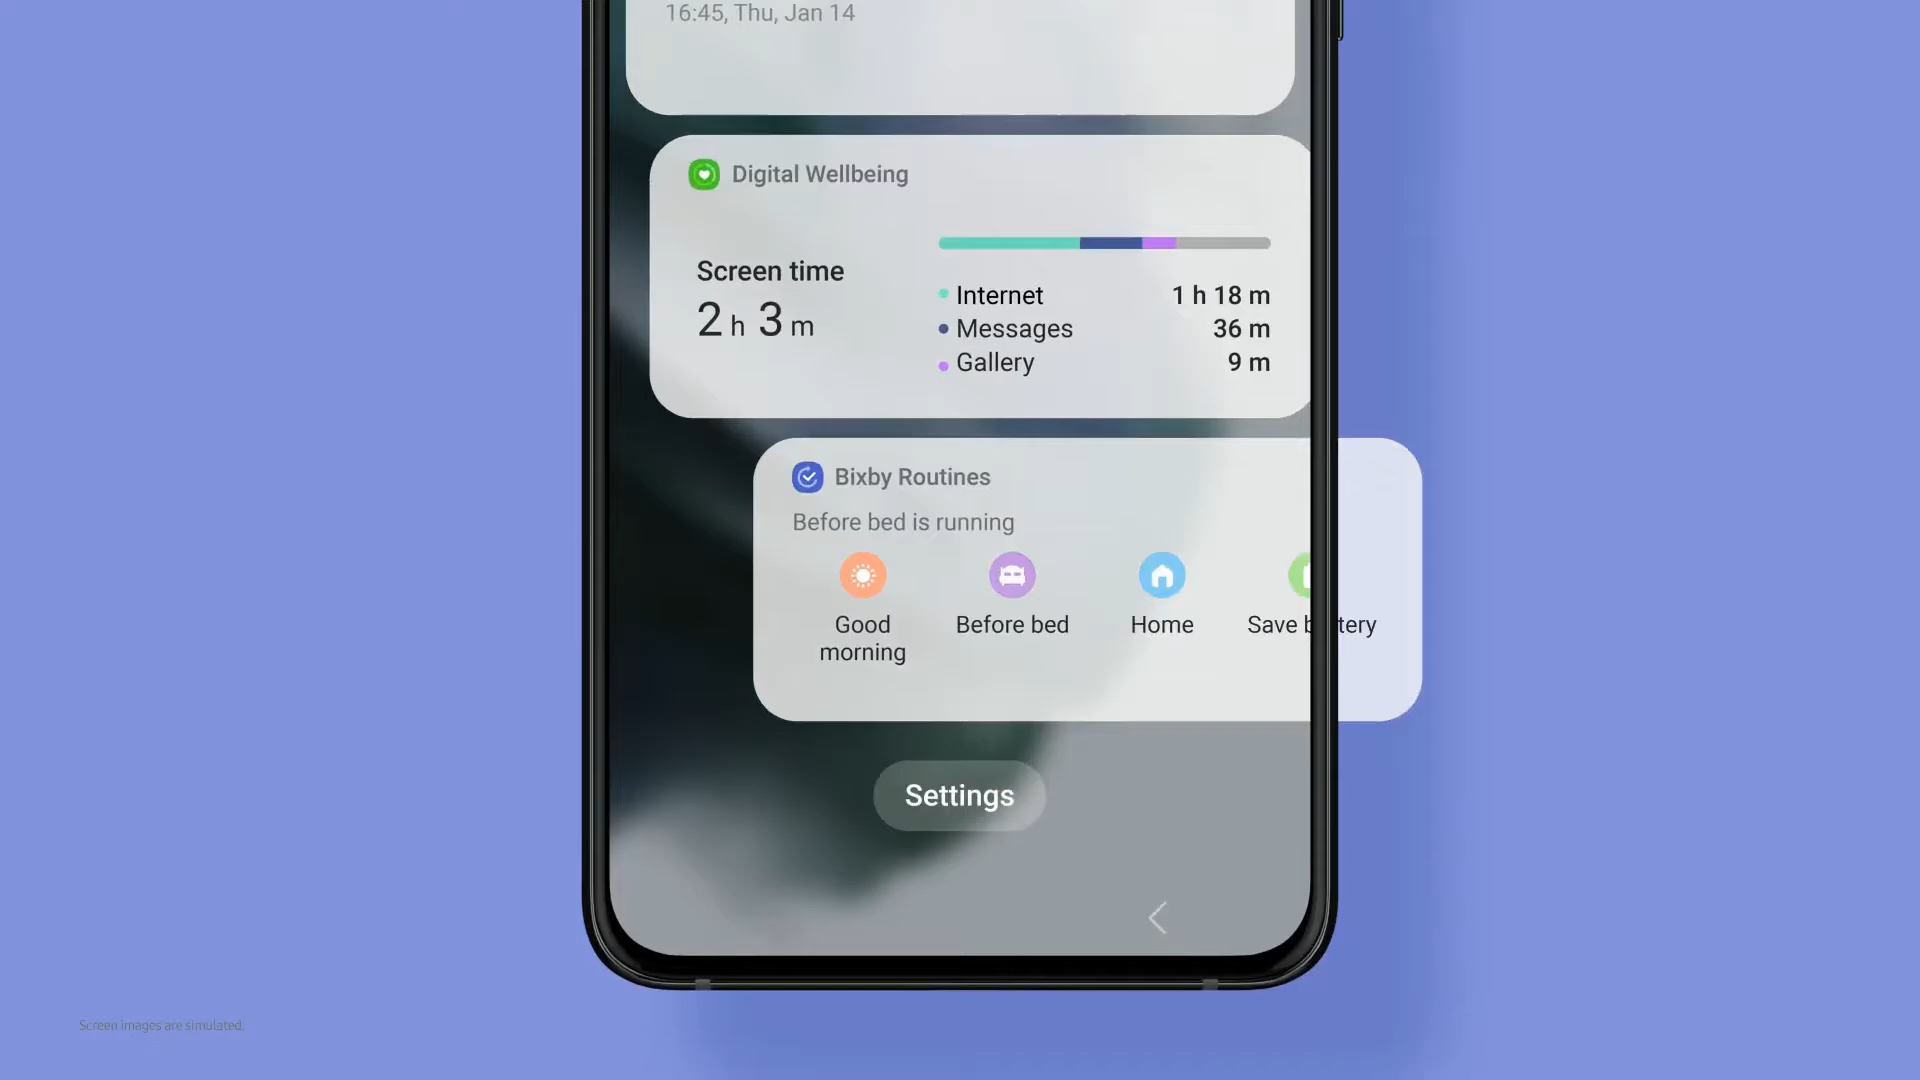 16:45, Thu, Jan 14
Digital Wellbeing
Screen time
2 h 3 m
Internet 1 h 18 m
Messages 36 m
Gallery 9 m
Bixby Routines
Before bed is running
Good
morning
Before bed
Home
Save b tery
Settings
Screen images are simulated.